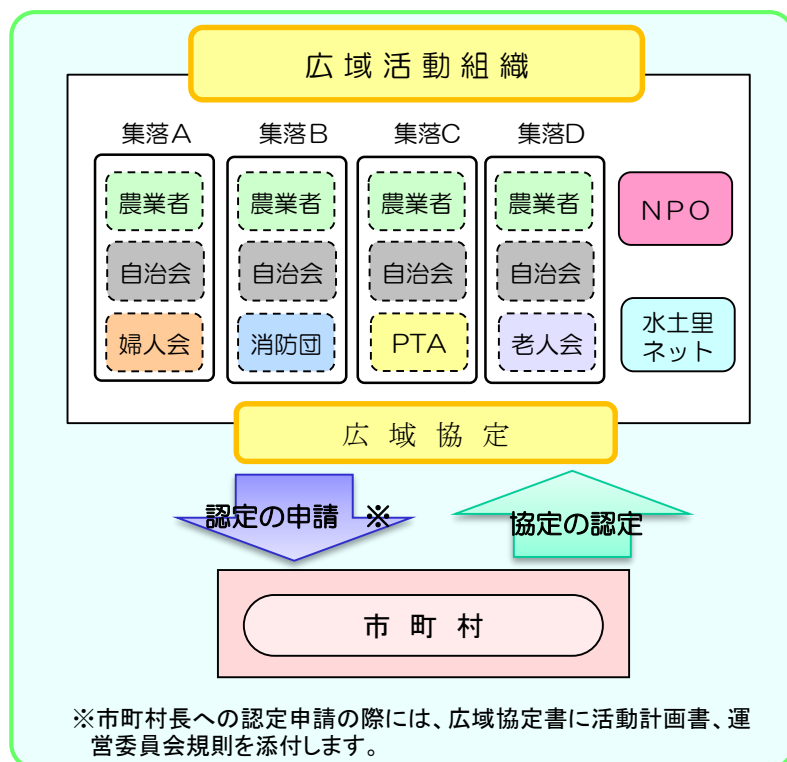 広域活動組織
集落A 集落B 集落C 集落D
農業者 農業者 農業者 農業者
NPO
自治会 自治会 自治会 自治会
婦人会 消防団 PTA 老人会
水土里
ネット
広域協定
認定の申請 ※
協定の認定
市町村
※市町村長への認定申請の際には、広域協定書に活動計画書、運
営委員会規則を添付します。